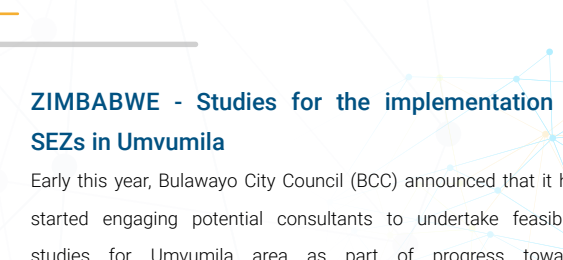 ZIMBABWE - Studies for the implementation
SEZs in Umvumila
Early this year, Bulawayo City Council (BCC) announced that it
started engaging potential consultants to undertake
studies for Umvumila area as part of progress